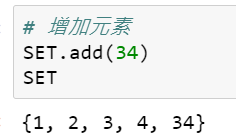 # 增加元素
SET.add(34)
SET
{1, 2, 3, 4, 34}